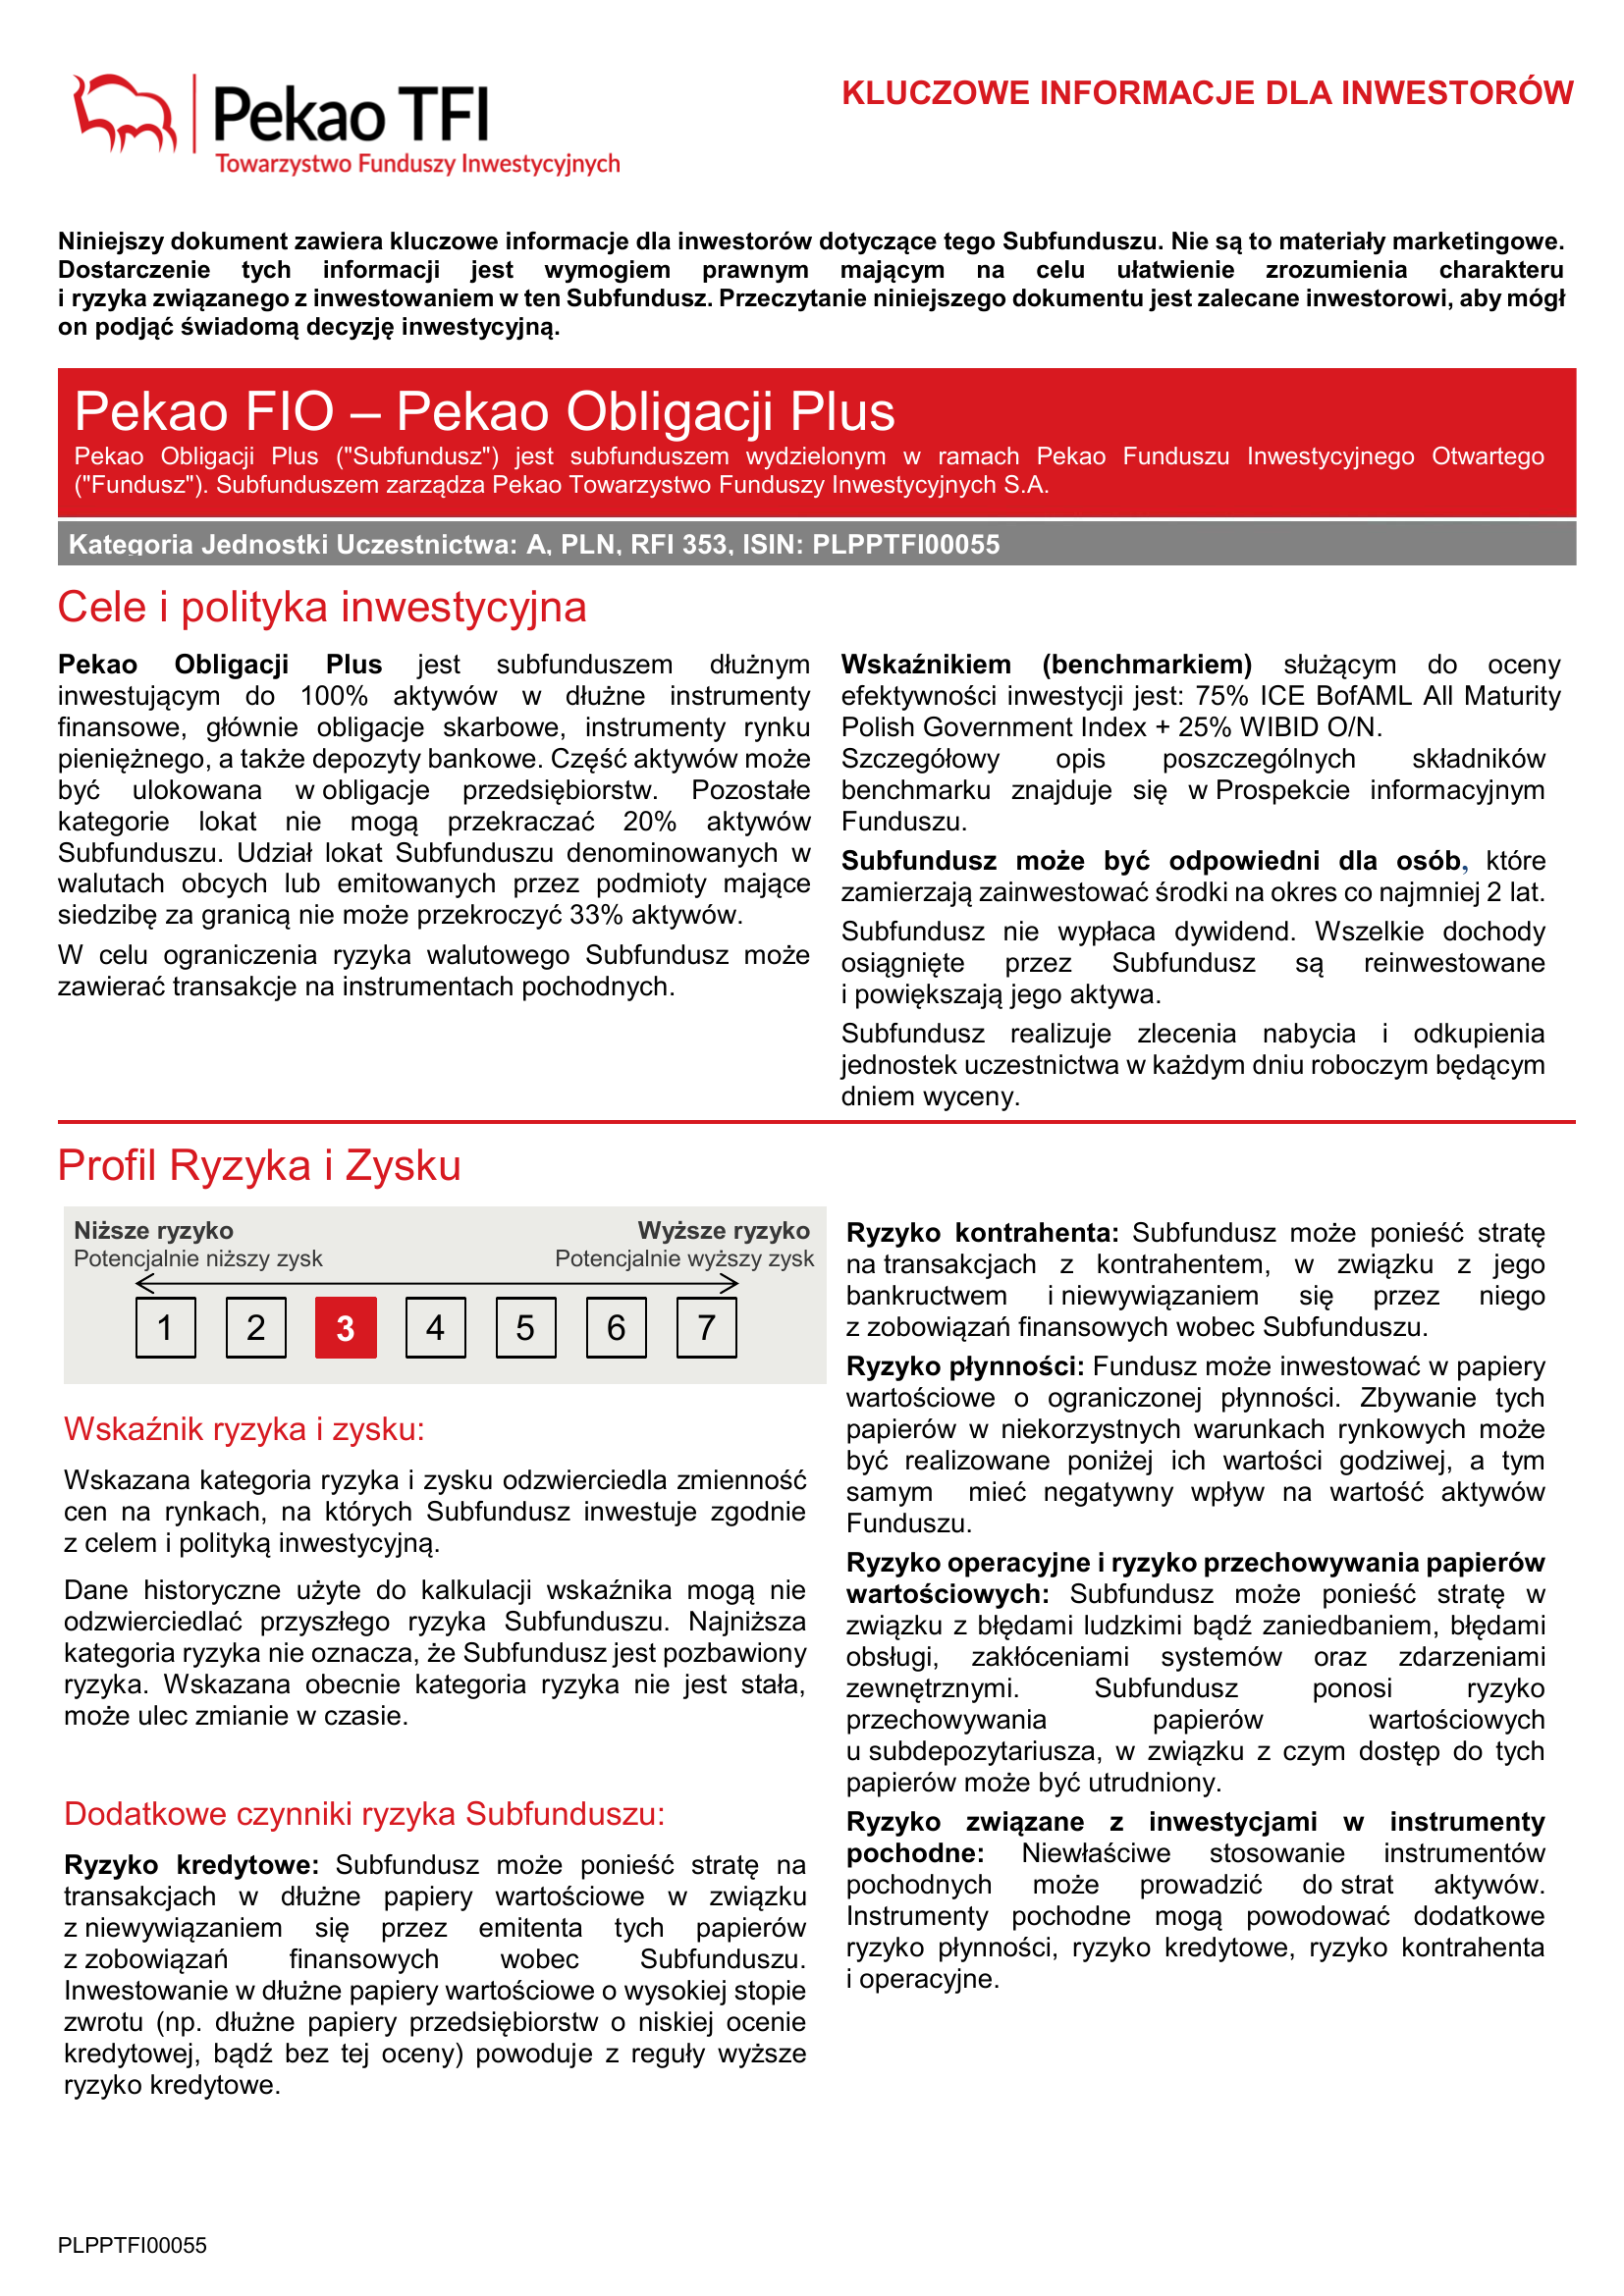 Pekao TFI
Towarzystwo Funduszy Inwestycyjnych
KLUCZOWE INFORMACJE DLA INWESTORÓW
Niniejszy dokument zawiera kluczowe informacje dla inwestorów dotyczące tego Subfunduszu. Nie są to materiały marketingowe.
Dostarczenie tych informacji jest wymogiem prawnym mającym na celu ułatwienie zrozumienia charakteru
i ryzyka związanego z inwestowaniem w ten Subfundusz. Przeczytanie niniejszego dokumentu jest zalecane inwestorowi, aby mógł
on podjąć świadomą decyzję inwestycyjną.
Pekao FIO – Pekao Obligacji Plus
Pekao Obligacji Plus ("Subfundusz") jest subfunduszem wydzielonym w ramach Pekao Funduszu Inwestycyjnego Otwartego
("Fundusz"). Subfunduszem zarządza Pekao Towarzystwo Funduszy Inwestycyjnych S.A.
Kategoria Jednostki Uczestnictwa: A, PLN, RFI 353, ISIN: PLPPTFI00055
Cele i polityka inwestycyjna
Pekao Obligacji Plus jest subfunduszem dłużnym
inwestującym do 100% aktywów w dłużne instrumenty
finansowe, głównie obligacje skarbowe, instrumenty rynku
pieniężnego, a także depozyty bankowe. Część aktywów może
być ulokowana w obligacje przedsiębiorstw. Pozostałe
kategorie lokat nie mogą przekraczać 20% aktywów
Subfunduszu. Udział lokat Subfunduszu denominowanych w
walutach obcych lub emitowanych przez podmioty mające
siedzibę za granicą nie może przekroczyć 33% aktywów.
W celu ograniczenia ryzyka walutowego Subfundusz może
zawierać transakcje na instrumentach pochodnych.
Wskaźnikiem (benchmarkiem) służącym do oceny
efektywności inwestycji jest: 75% ICE BofAML All Maturity
Polish Government Index + 25% WIBID O/N.
Szczegółowy opis poszczególnych składników
benchmarku znajduje się w Prospekcie informacyjnym
Funduszu.
Subfundusz może być odpowiedni dla osób, które
zamierzają zainwestować środki na okres co najmniej 2 lat.
Subfundusz nie wypłaca dywidend. Wszelkie dochody
osiągnięte przez Subfundusz są reinwestowane
i powiększają jego aktywa.
Subfundusz realizuje zlecenia nabycia i odkupienia
jednostek uczestnictwa w każdym dniu roboczym będącym
dniem wyceny.
Profil Ryzyka i Zysku
Niższe ryzyko Wyższe ryzyko
Potencjalnie niższy zysk Potencjalnie wyższy zysk
1 2 3 4 5 6 7
Wskaźnik ryzyka i zysku:
Wskazana kategoria ryzyka i zysku odzwierciedla zmienność
cen na rynkach, na których Subfundusz inwestuje zgodnie
z celem i polityką inwestycyjną.
Dane historyczne użyte do kalkulacji wskaźnika mogą nie
odzwierciedlać przyszłego ryzyka Subfunduszu. Najniższa
kategoria ryzyka nie oznacza, że Subfundusz jest pozbawiony
ryzyka. Wskazana obecnie kategoria ryzyka nie jest stała,
może ulec zmianie w czasie.
Dodatkowe czynniki ryzyka Subfunduszu:
Ryzyko kredytowe: Subfundusz może ponieść stratę na
transakcjach w dłużne papiery wartościowe w związku
z niewywiązaniem się przez emitenta tych papierów
z zobowiązań finansowych wobec Subfunduszu.
Inwestowanie w dłużne papiery wartościowe o wysokiej stopie
zwrotu (np. dłużne papiery przedsiębiorstw o niskiej ocenie
kredytowej, bądź bez tej oceny) powoduje z reguły wyższe
ryzyko kredytowe.
Ryzyko kontrahenta: Subfundusz może ponieść stratę
na transakcjach z kontrahentem, w związku z jego
bankructwem i niewywiązaniem się przez niego
z zobowiązań finansowych wobec Subfunduszu.
Ryzyko płynności: Fundusz może inwestować w papiery
wartościowe o ograniczonej płynności. Zbywanie tych
papierów w niekorzystnych warunkach rynkowych może
być realizowane poniżej ich wartości godziwej, a tym
samym mieć negatywny wpływ na wartość aktywów
Funduszu.
Ryzyko operacyjne i ryzyko przechowywania papierów
wartościowych: Subfundusz może ponieść stratę w
związku z błędami ludzkimi bądź zaniedbaniem, błędami
obsługi, zakłóceniami systemów oraz zdarzeniami
zewnętrznymi. Subfundusz ponosi ryzyko
przechowywania papierów wartościowych
u subdepozytariusza, w związku z czym dostęp do tych
papierów może być utrudniony.
Ryzyko związane z inwestycjami w instrumenty
pochodne: Niewłaściwe stosowanie instrumentów
pochodnych może prowadzić do strat aktywów.
Instrumenty pochodne mogą powodować dodatkowe
ryzyko płynności, ryzyko kredytowe, ryzyko kontrahenta
i operacyjne.
PLPPTFI00055